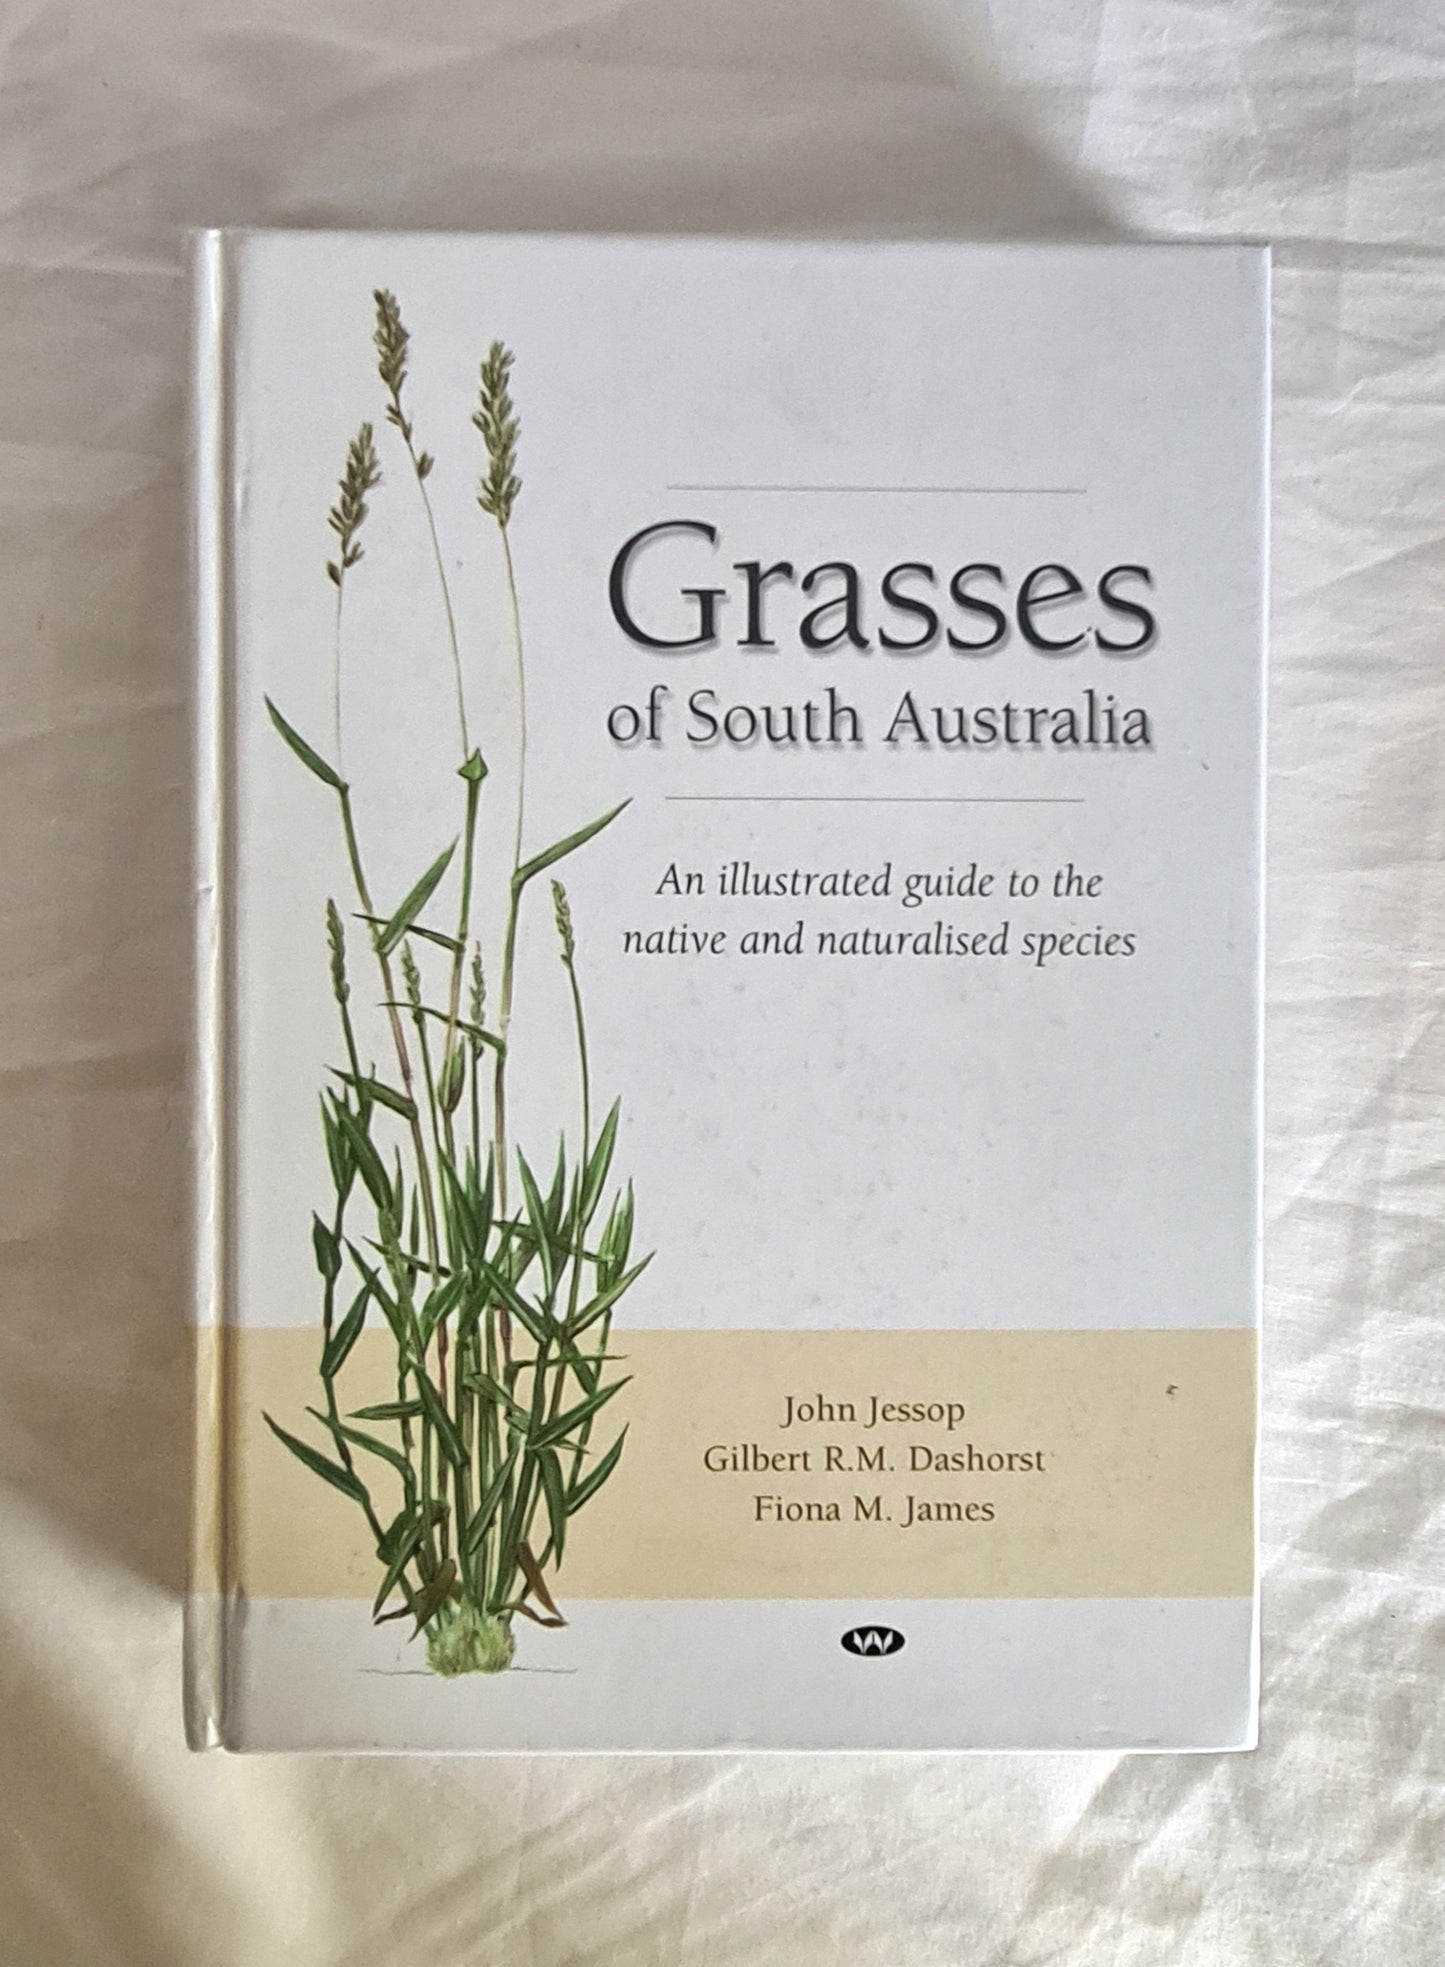 Grasses
of South Australia
An illustrated guide to the
native and naturalised species
John Jessop
Gilbert R.M. Dashorst
Fiona M. James